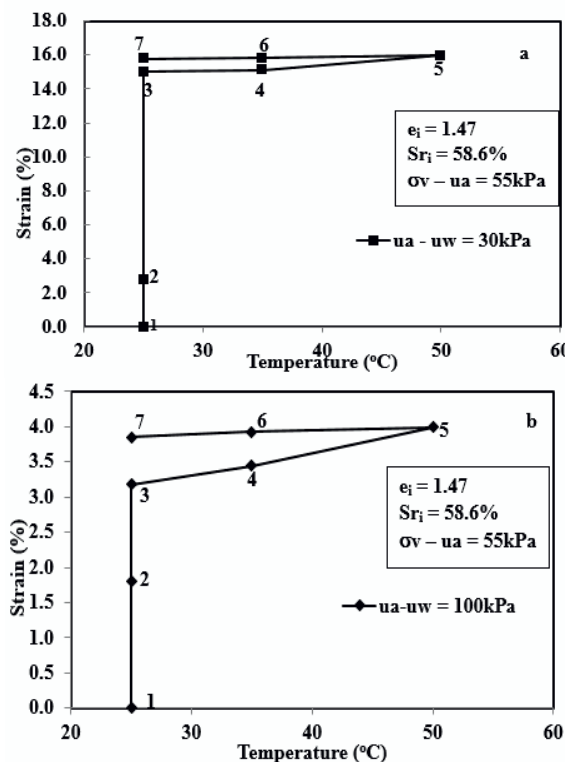 18.0
16.0
14.0
12.0
10.0
8.0
6.0
4.0
2.0
0.0
Strain (%)
7 6 a
3 4 5
2
1
eᵢ = 1.47
Srᵢ = 58.6%
σv – ua = 55kPa
ua - uw = 30kPa
20 30 40 50 60
Temperature (°C)
4.5
4.0
3.5
3.0
2.5
2.0
1.5
1.0
0.5
0.0
Strain (%)
7 6 5 b
3 4
2
1
eᵢ = 1.47
Srᵢ = 58.6%
σv – ua = 55kPa
ua-uw = 100kPa
20 30 40 50 60
Temperature (°C)